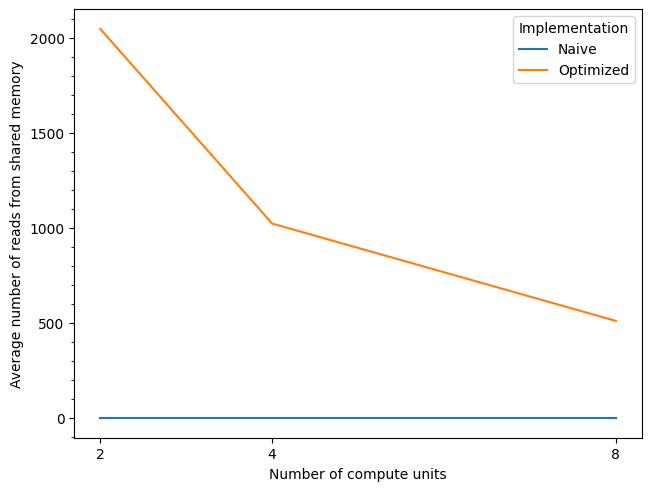 Implementation
Naive
Optimized
Average number of reads from shared memory
2000
1500
1000
500
0
2 4 8
Number of compute units